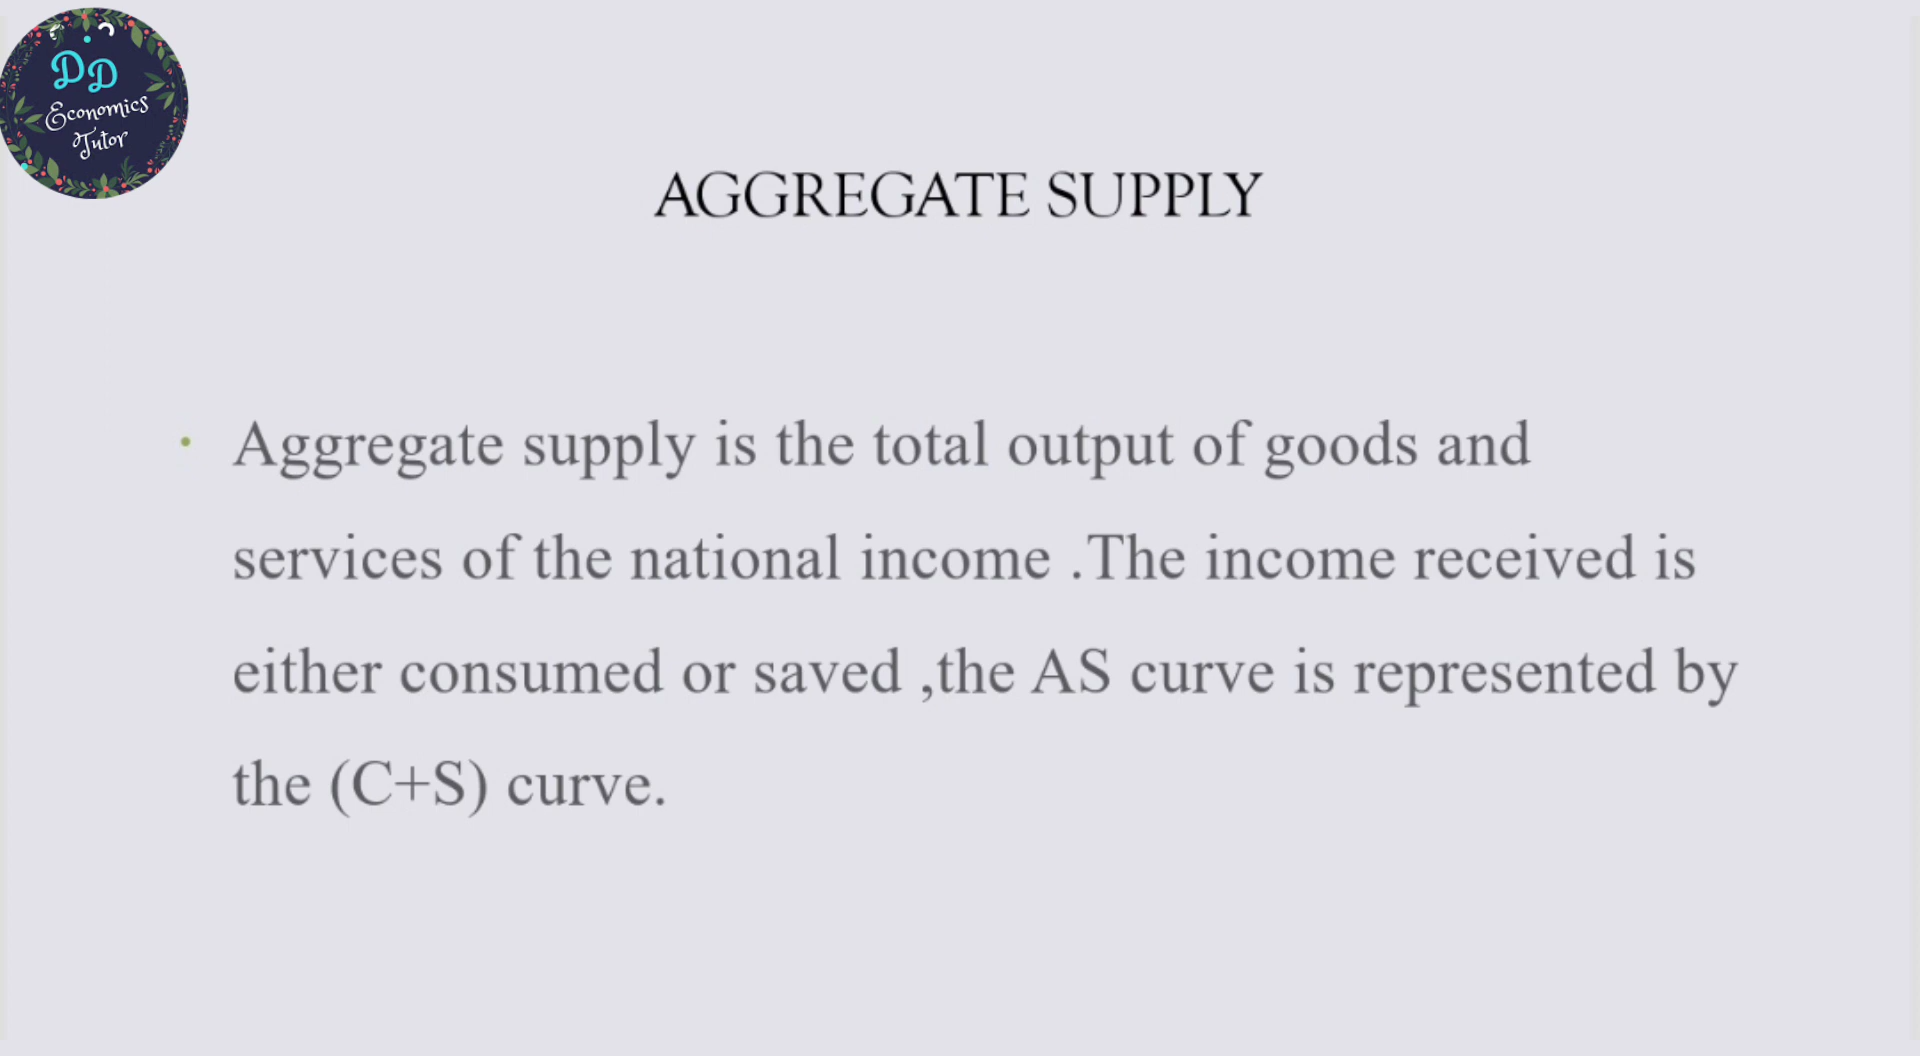 DD
Economics
Tutor
AGGREGATE SUPPLY
• Aggregate supply is the total output of goods and
services of the national income .The income received is
either consumed or saved ,the AS curve is represented by
the (C+S) curve.